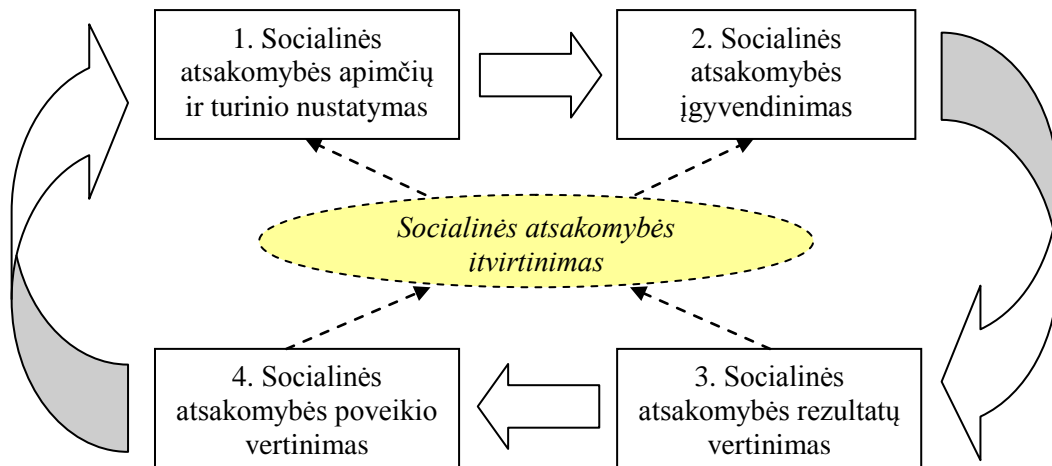 1. Socialinės
atsakomybės apimčių
ir turinio nustatymas
2. Socialinės
atsakomybės
įgyvendinimas
Socialinės atsakomybės
itvirtinimas
4. Socialinės
atsakomybės poveikio
vertinimas
3. Socialinės
atsakomybės rezultatų
vertinimas